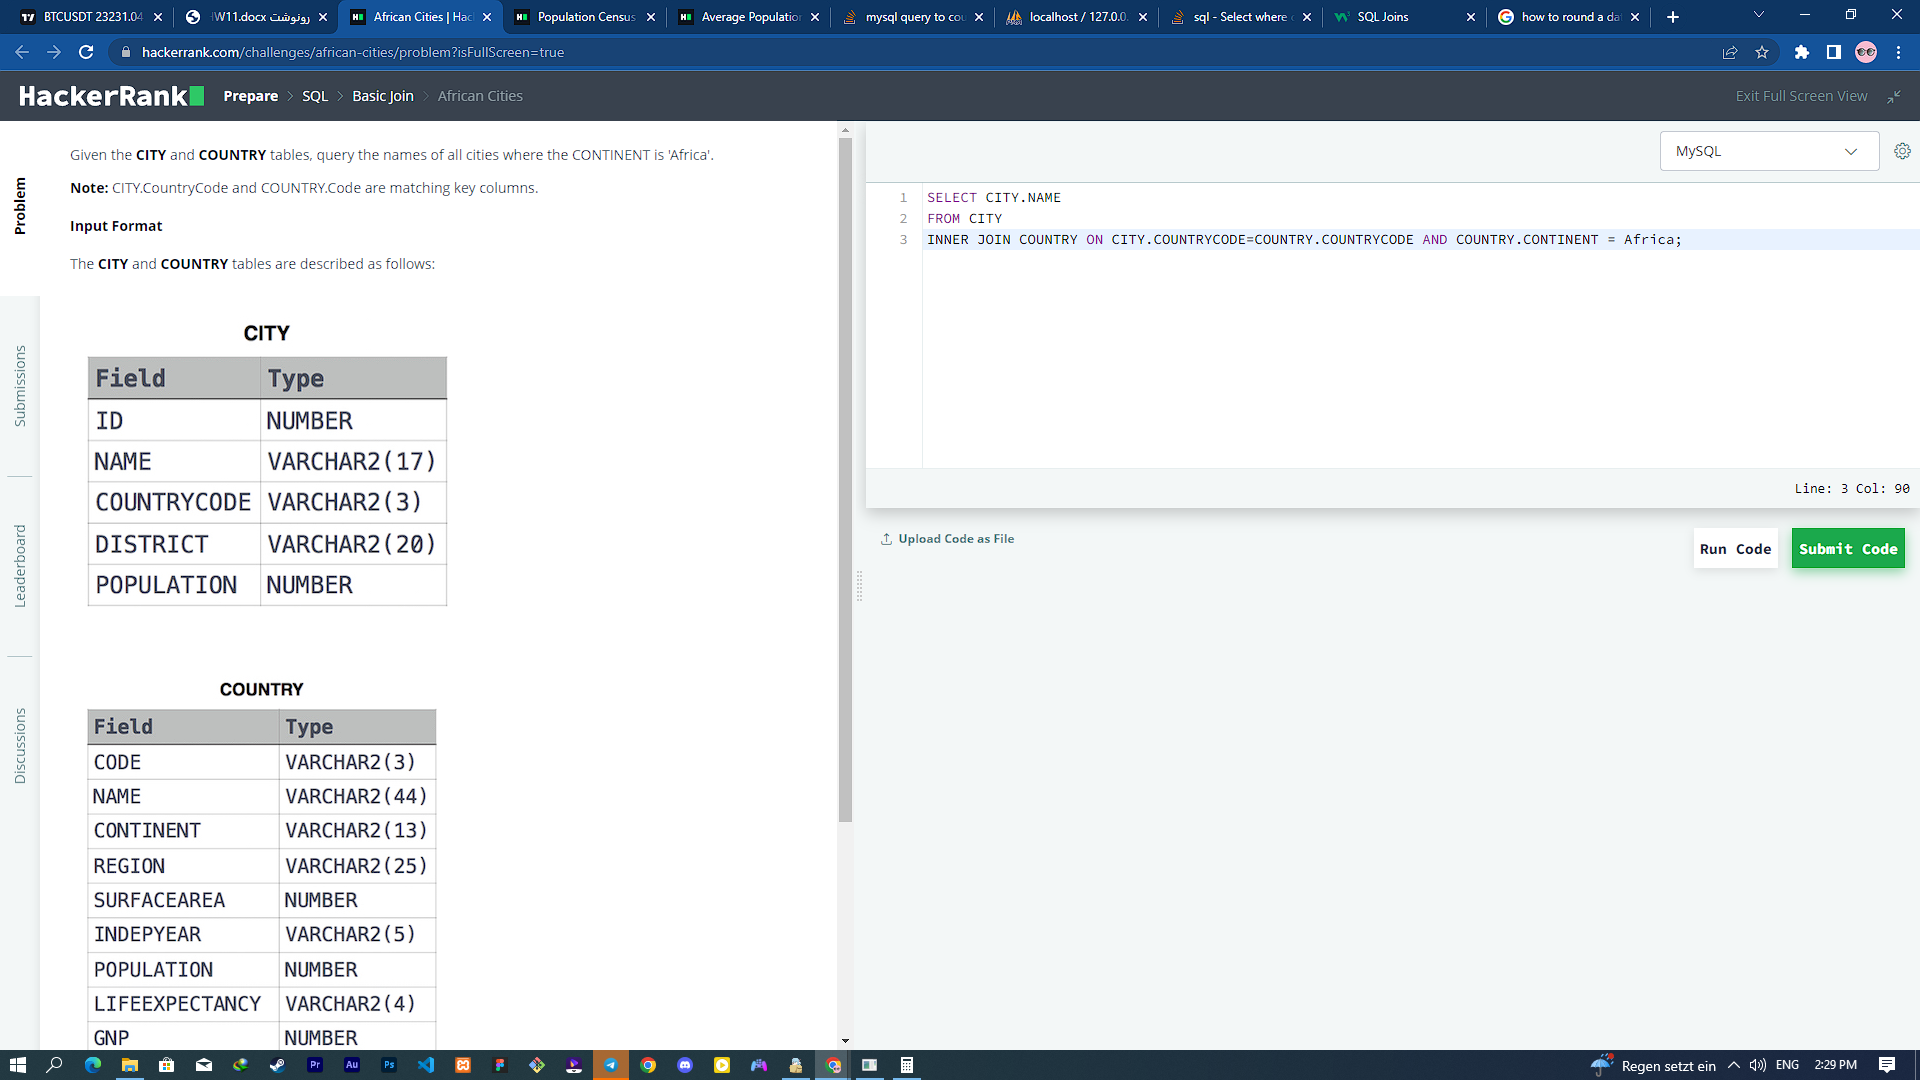 BTCUSDT 23231.04
رونوشت HW11.docx
African Cities | Hac
Population Census
Average Population
mysql query to cou
localhost / 127.0.0.
sql - Select where
SQL Joins
how to round a da
hackerrank.com/challenges/african-cities/problem?isFullScreen=true
HackerRank
Prepare > SQL > Basic Join > African Cities
Exit Full Screen View
Problem
Submissions
Leaderboard
Discussions
Given the CITY and COUNTRY tables, query the names of all cities where the CONTINENT is 'Africa'.
Note: CITY.CountryCode and COUNTRY.Code are matching key columns.
Input Format
The CITY and COUNTRY tables are described as follows:
CITY
Field Type
ID NUMBER
NAME VARCHAR2(17)
COUNTRYCODE VARCHAR2(3)
DISTRICT VARCHAR2(20)
POPULATION NUMBER
COUNTRY
Field Type
CODE VARCHAR2(3)
NAME VARCHAR2(44)
CONTINENT VARCHAR2(13)
REGION VARCHAR2(25)
SURFACEAREA NUMBER
INDEPYEAR VARCHAR2(5)
POPULATION NUMBER
LIFEEXPECTANCY VARCHAR2(4)
GNP NUMBER
MySQL
1 SELECT CITY.NAME
2 FROM CITY
3 INNER JOIN COUNTRY ON CITY.COUNTRYCODE=COUNTRY.COUNTRYCODE AND COUNTRY.CONTINENT = Africa;
Line: 3 Col: 90
Upload Code as File
Run Code
Submit Code
Pr
Au
Ps
Regen setzt ein
ENG
2:29 PM